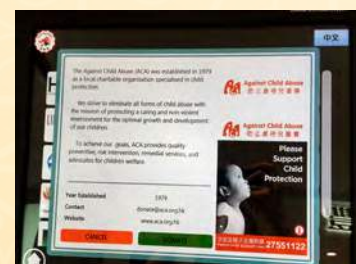 中文
The Against Child Abuse (ACA) was established in 1979
as a local charitable organisation specialised in child
protection.
We strive to eliminate all forms of child abuse with
the mission of protecting a caring and non-violent
environment for the optimal growth and development
of our children.
To achieve our goals, ACA provides quality
preventive, risk intervention, remedial services, and
advocates for children welfare.
Year Established 1979
Contact donate@aca.org.hk
Website www.aca.org.hk
CANCEL
DONATE
Against Child Abuse
防止虐待兒童會
Against Child Abuse
防止虐待兒童會
Please
Support
Child
Protection
27551122